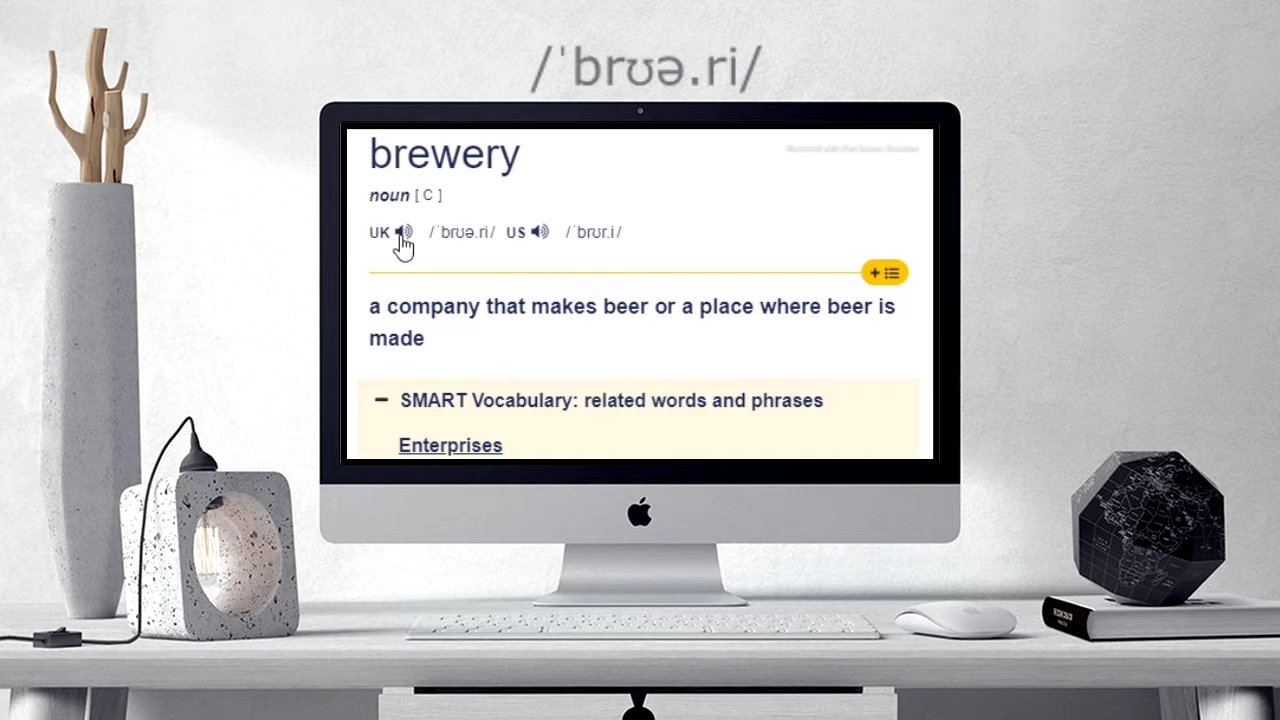 /ˈbrʊə.ri/
brewery
noun [ C ]
UK /ˈbrʊə.ri/ US /ˈbrʊr.i/
a company that makes beer or a place where beer is
made
SMART Vocabulary: related words and phrases
Enterprises